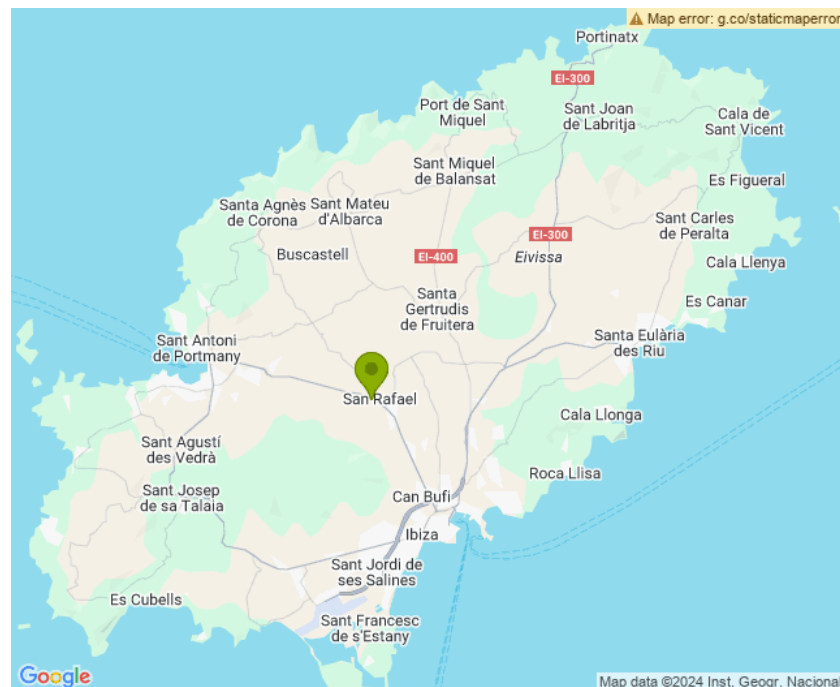 Map error: g.co/staticmaperror
Portinatx
EI-300
Port de Sant
Miquel
Sant Joan
de Labritja
Cala de
Sant Vicent
Sant Miquel
de Balansat
Es Figueral
Santa Agnès
de Corona
Sant Mateu
d'Albarca
Sant Carles
de Peralta
EI-300
Buscastell
EI-400
Eivissa
Cala Llenya
Santa
Gertrudis
de Fruitera
Es Canar
Sant Antoni
de Portmany
Santa Eulària
des Riu
San Rafael
Cala Llonga
Sant Agustí
des Vedrà
Roca Llisa
Sant Josep
de sa Talaia
Can Bufi
Ibiza
Sant Jordi de
ses Salines
Es Cubells
Sant Francesc
de s'Estany
Google
Map data ©2024 Inst. Geogr. Nacional